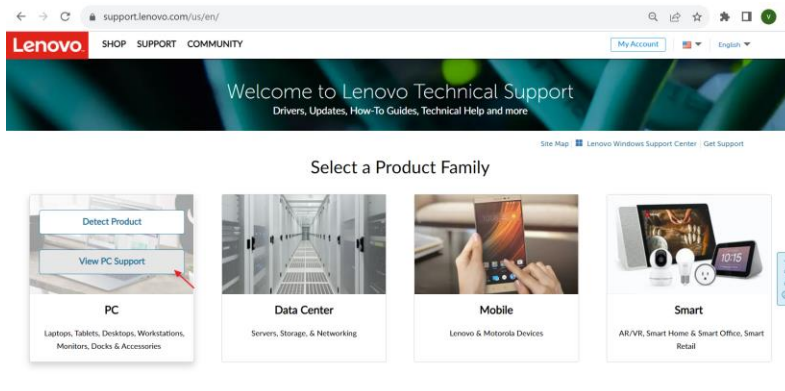 support.lenovo.com/us/en/
V
Lenovo.
SHOP SUPPORT COMMUNITY
My Account
English
Welcome to Lenovo Technical Support
Drivers, Updates, How-To Guides, Technical Help and more
Site Map Lenovo Windows Support Center Get Support
Select a Product Family
Detect Product
View PC Support
10:15
PC
Data Center
Mobile
Smart
Laptops, Tablets, Desktops, Workstations,
Monitors, Docks & Accessories
Servers, Storage, & Networking
Lenovo & Motorola Devices
AR/VR, Smart Home & Smart Office, Smart
Retail